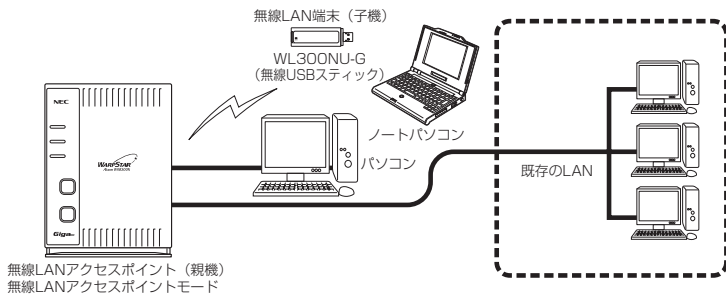 無線LAN端末（子機）
WL300NU-G
（無線USBスティック）
NEC
WARPSTAR
ノートパソコン
パソコン
既存のLAN
Giga
無線LANアクセスポイント（親機）
無線LANアクセスポイントモード